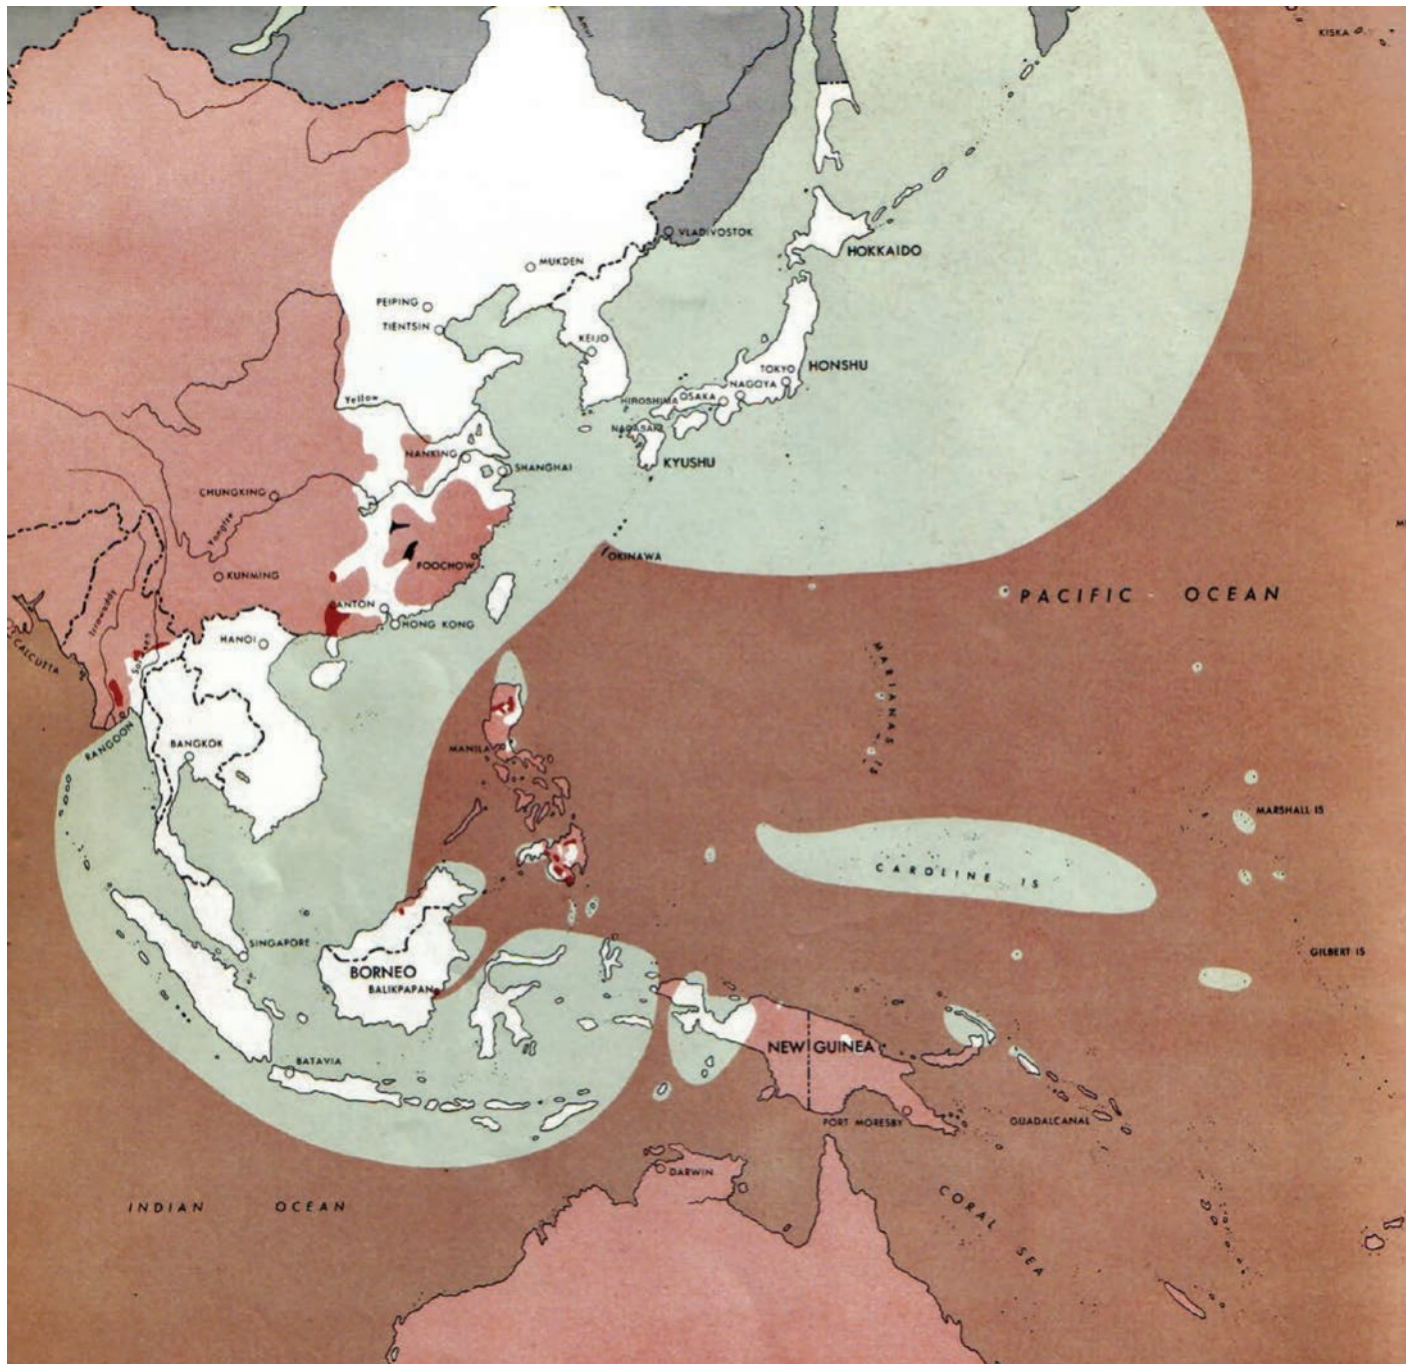 KISKA
Amur
VLADIVOSTOK
HOKKAIDO
MUKDEN
PEIPING
TIENTSIN
KEIJO
HONSHU
TOKYO
NAGOYA
OSAKA
HIROSHIMA
Yellow
NAGASAKI
NANKING
SHANGHAI
KYUSHU
CHUNGKING
Yangtze
OKINAWA
FOOCHOW
KUNMING
PACIFIC OCEAN
Irrawaddy
CANTON
HONG KONG
HANOI
CALCUTTA
MARIANAS IS
RANGOON
BANGKOK
MANILA
MARSHALL IS
CAROLINE IS
SINGAPORE
GILBERT IS
BORNEO
BALIKPAPAN
NEW GUINEA
BATAVIA
PORT MORESBY
GUADALCANAL
DARWIN
INDIAN OCEAN
CORAL SEA